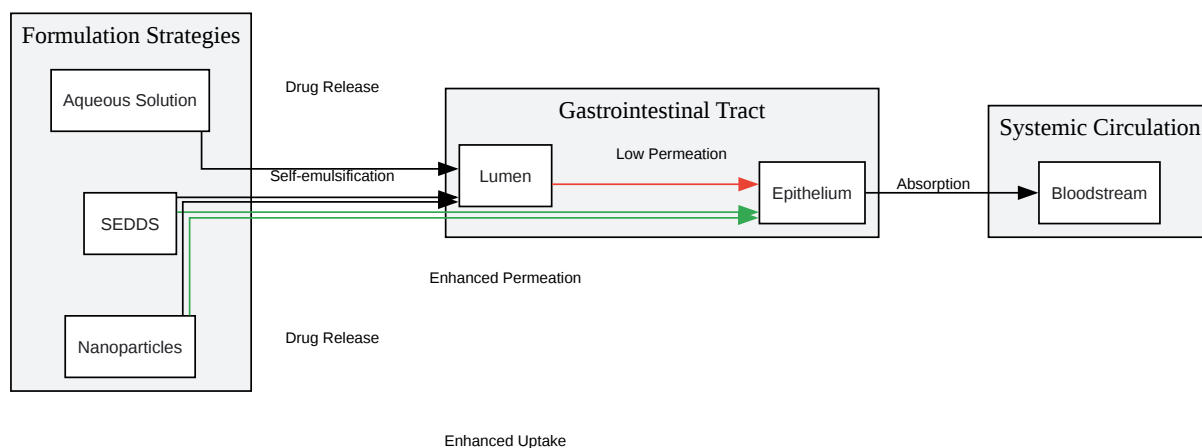 Formulation Strategies
Aqueous Solution
SEDDS
Nanoparticles
Drug Release
Self-emulsification
Enhanced Permeation
Drug Release
Enhanced Uptake
Gastrointestinal Tract
Lumen
Low Permeation
Epithelium
Absorption
Systemic Circulation
Bloodstream